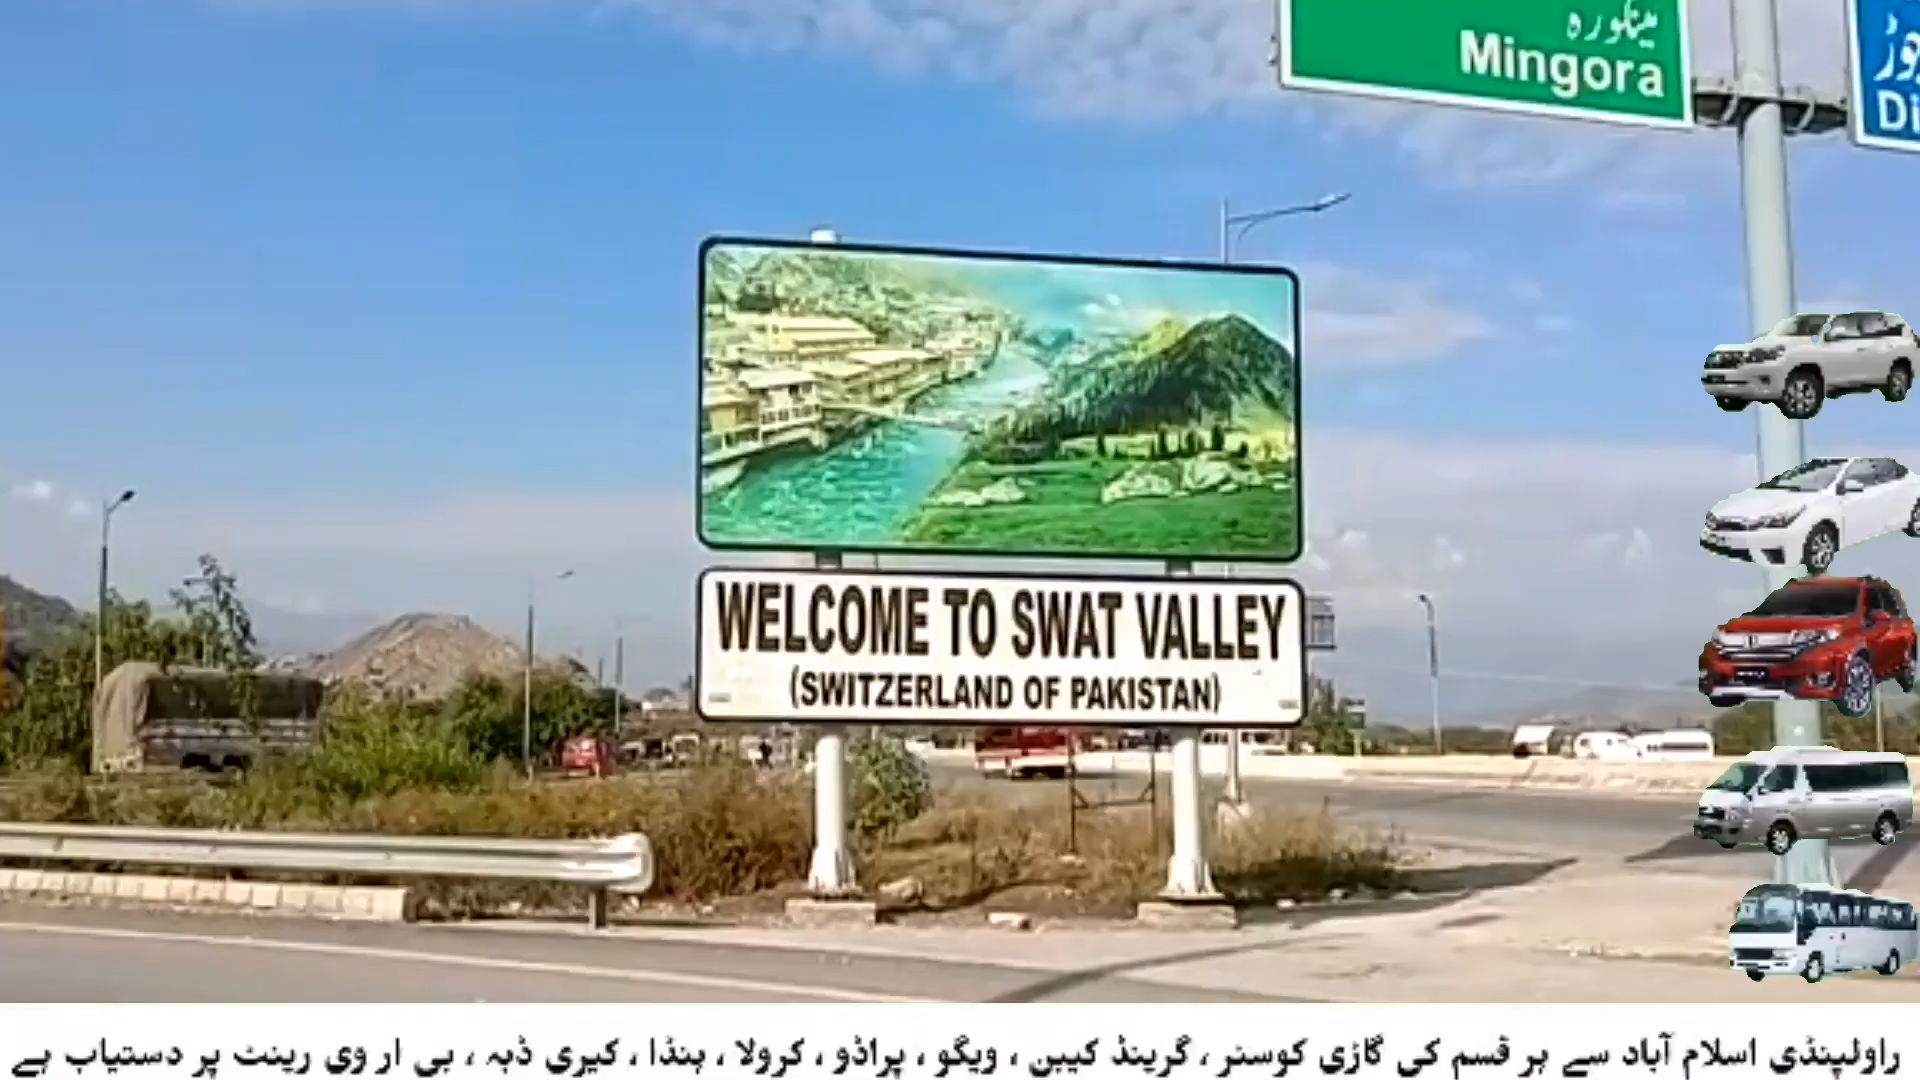 مینگورہ
Mingora
Di
WELCOME TO SWAT VALLEY
(SWITZERLAND OF PAKISTAN)
راولپنڈی اسلام آباد سے ہر قسم کی گاڑی کوسٹر ، گرینڈ کیبن ، ویگو ، پراڈو ، کرولا ، ہنڈا ، کیری ڈبہ ، بی ار وی رینٹ پر دستیاب ہے